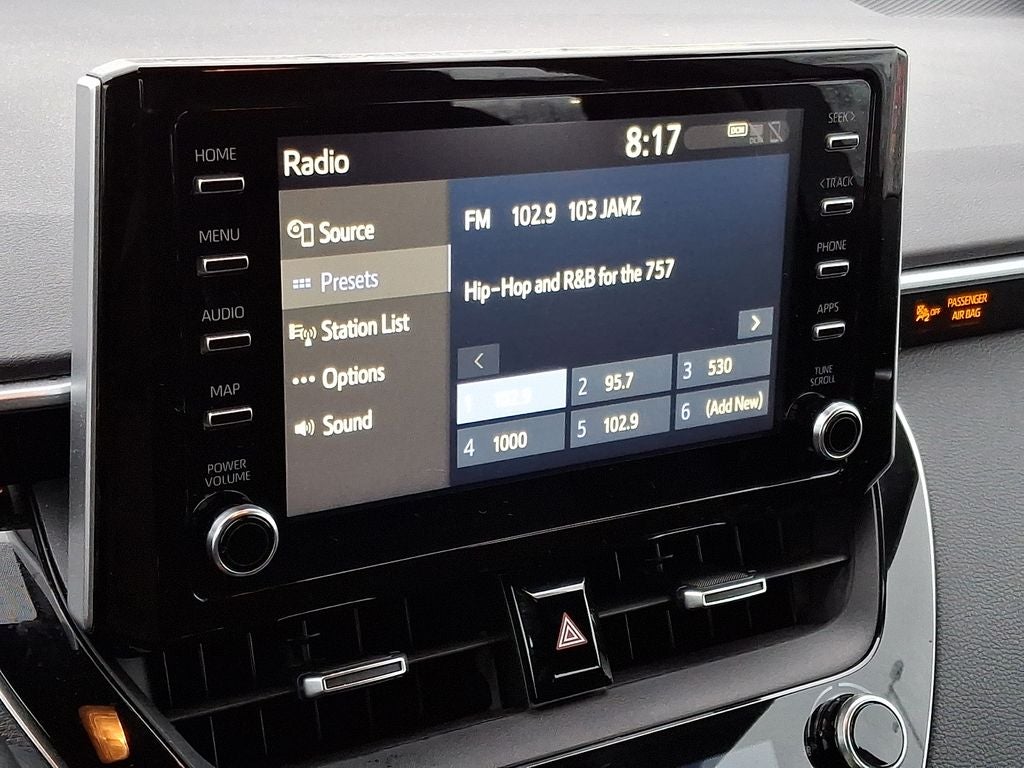 HOME
MENU
AUDIO
MAP
POWER
VOLUME
Radio
8:17
DCM
Source
Presets
Station List
Options
Sound
FM 102.9 103 JAMZ
Hip-Hop and R&B for the 757
<
>
1 102.9
2 95.7
3 530
4 1000
5 102.9
6 (Add New)
SEEK>
<TRACK
PHONE
APPS
TUNE
SCROLL
OFF
PASSENGER
AIR BAG